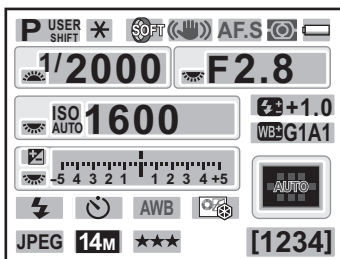 P USER SHIFT SOFT AF.S
1/2000 F2.8
ISO AUTO 1600 +1.0
WB± G1A1
-5 4 3 2 1 1 2 3 4 +5
AUTO
AWB
JPEG 14M ★★★ [1234]